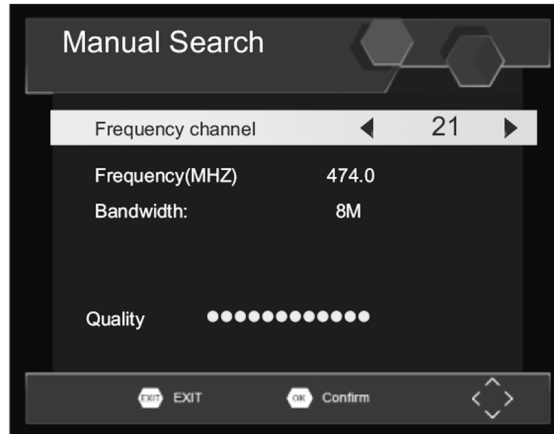 Manual Search
Frequency channel 21
Frequency(MHZ) 474.0
Bandwidth: 8M
Quality
EXIT EXIT OK Confirm